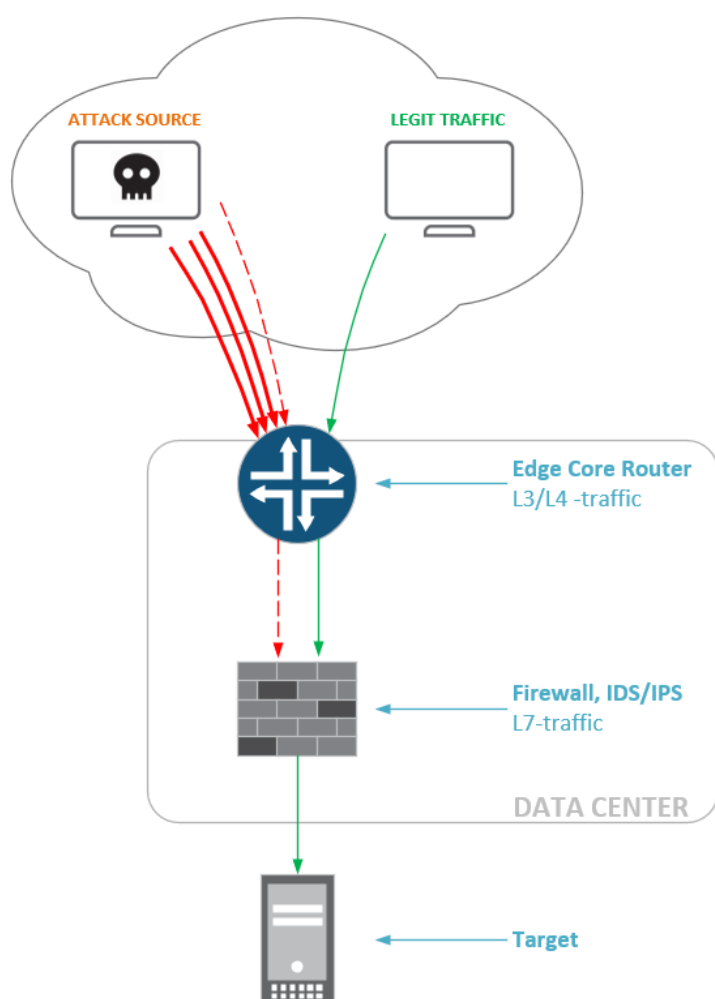 ATTACK SOURCE
LEGIT TRAFFIC
Edge Core Router
L3/L4 -traffic
Firewall, IDS/IPS
L7-traffic
DATA CENTER
Target